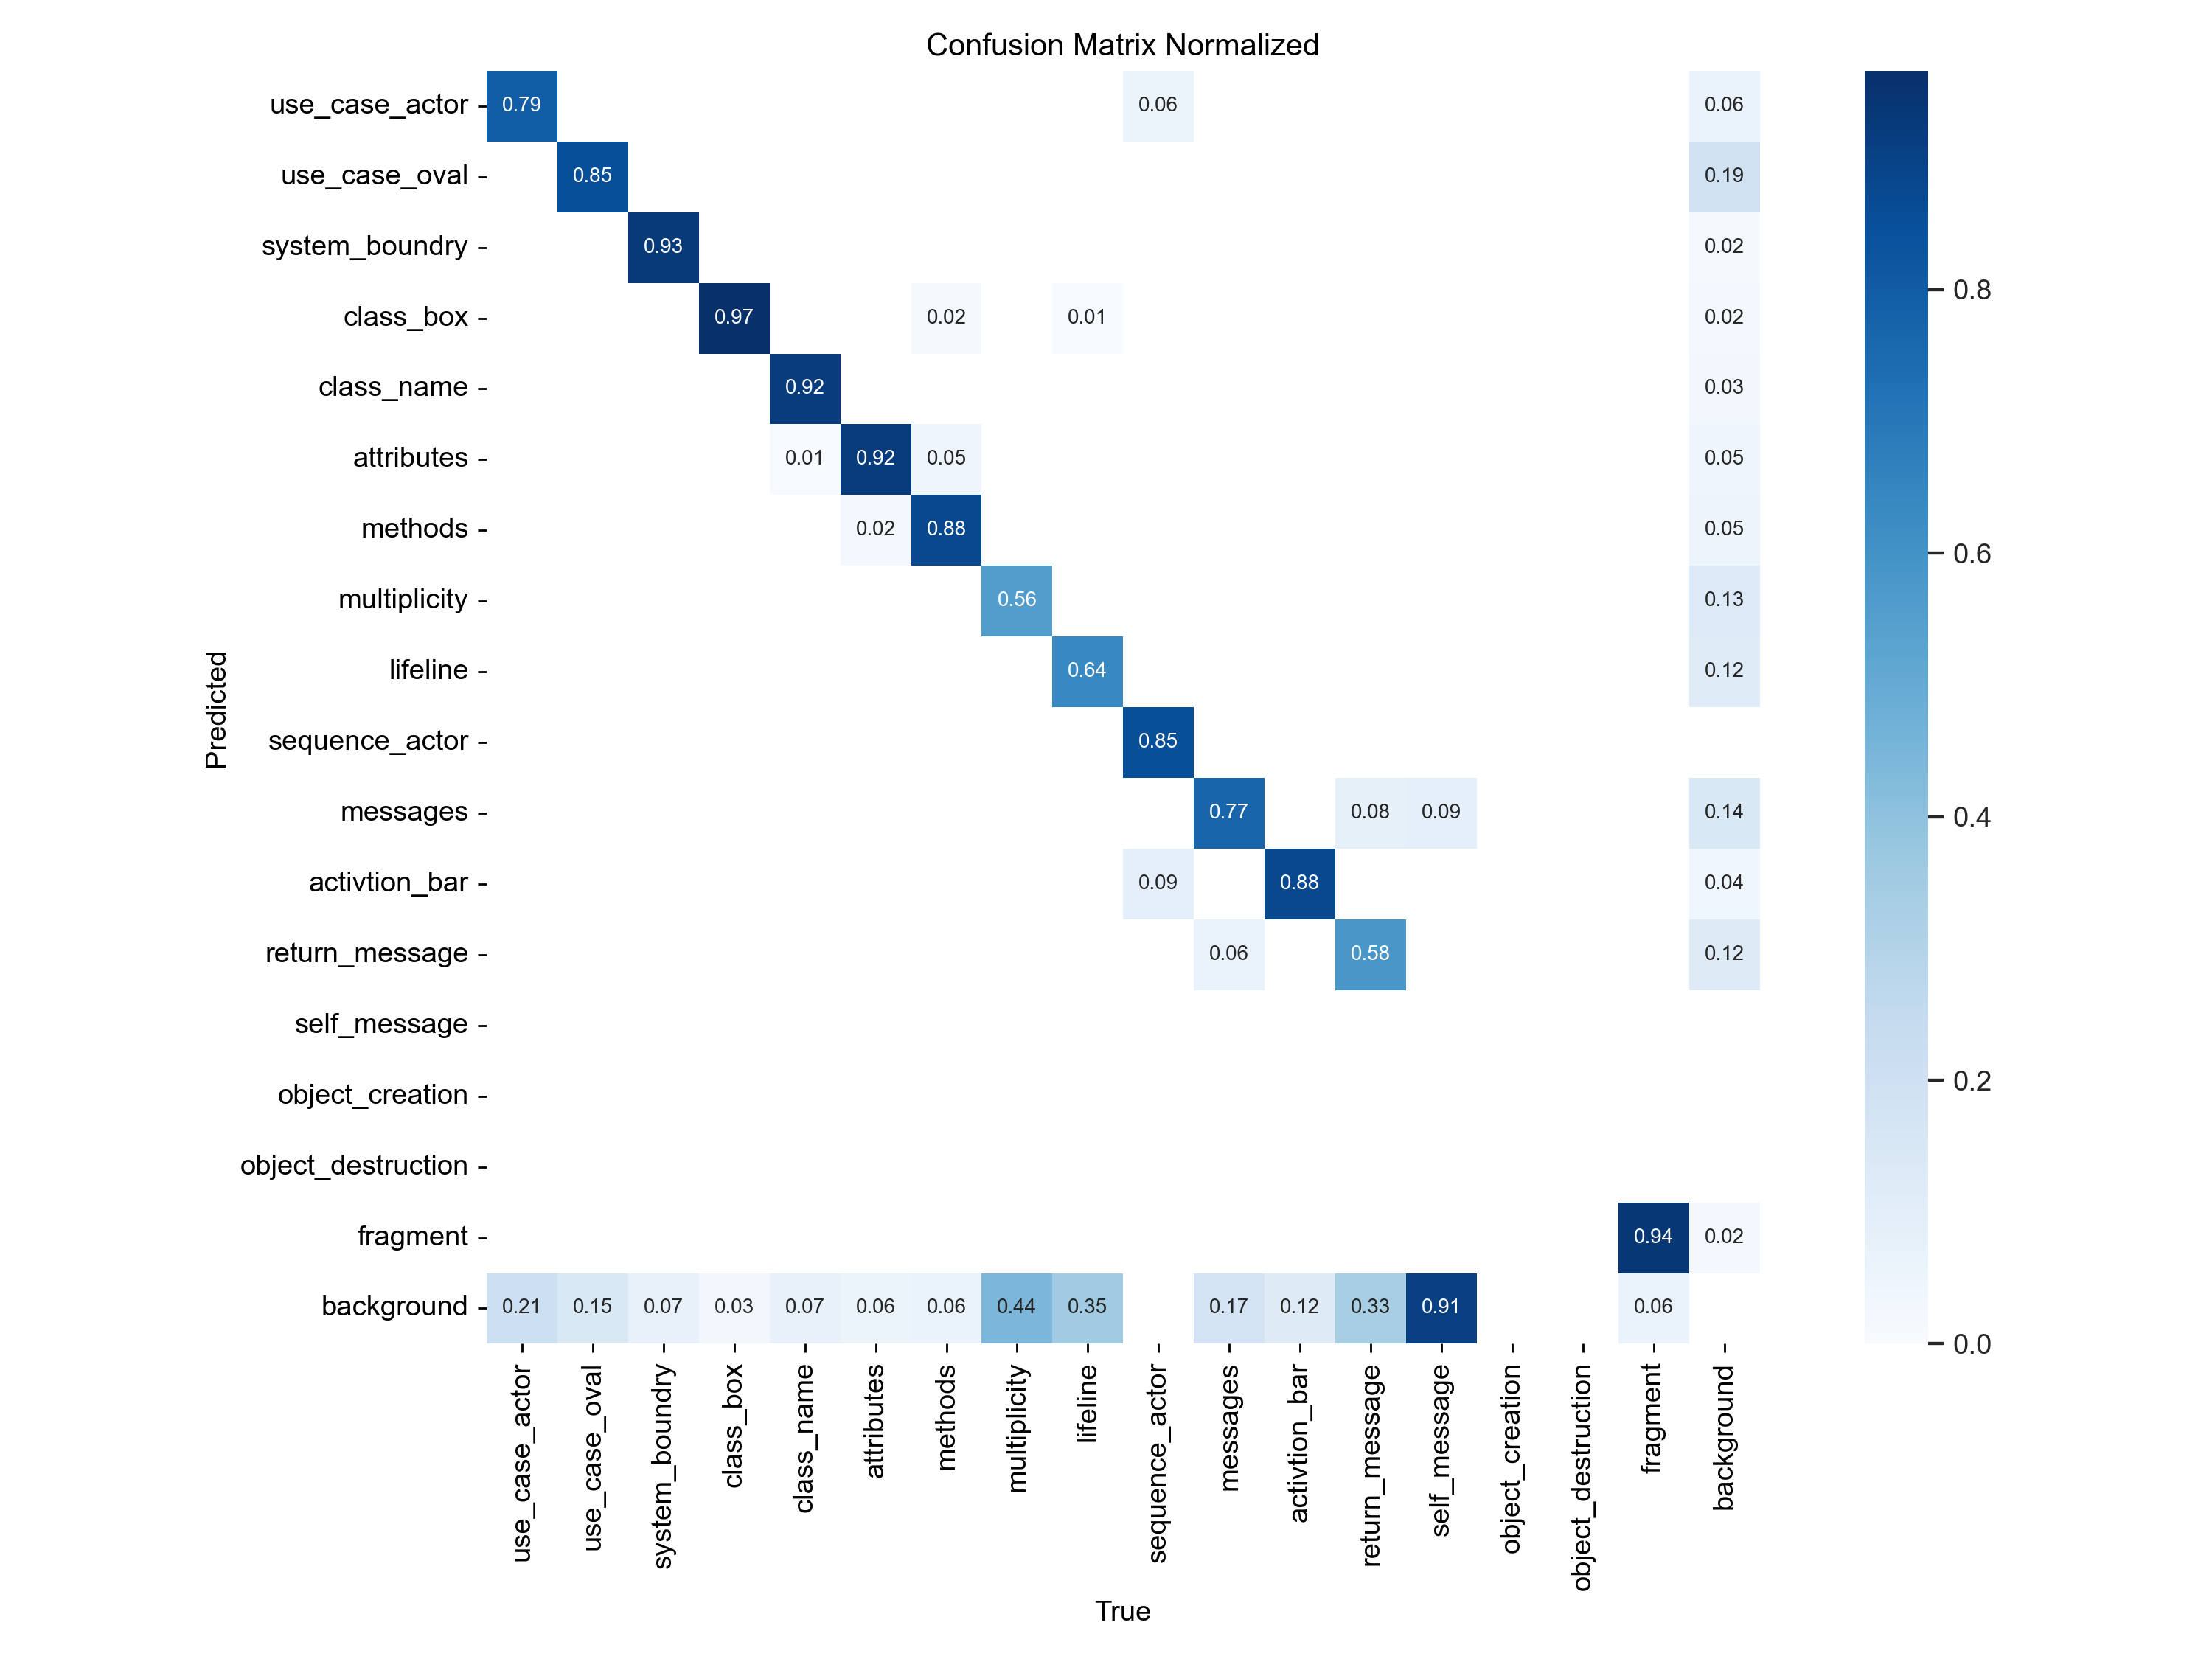 Confusion Matrix Normalized
use_case_actor 0.79 0.06 0.06
use_case_oval 0.85 0.19
system_boundry 0.93 0.02
class_box 0.97 0.02 0.01 0.02
class_name 0.92 0.03
attributes 0.01 0.92 0.05 0.05
methods 0.02 0.88 0.05
multiplicity 0.56 0.13
lifeline 0.64 0.12
sequence_actor 0.85
messages 0.77 0.08 0.09 0.14
activtion_bar 0.09 0.88 0.04
return_message 0.06 0.58 0.12
self_message
object_creation
object_destruction
fragment 0.94 0.02
background 0.21 0.15 0.07 0.03 0.07 0.06 0.06 0.44 0.35 0.17 0.12 0.33 0.91 0.06
Predicted
use_case_actor
use_case_oval
system_boundry
class_box
class_name
attributes
methods
multiplicity
lifeline
sequence_actor
messages
activtion_bar
return_message
self_message
object_creation
object_destruction
fragment
background
True
0.8
0.6
0.4
0.2
0.0